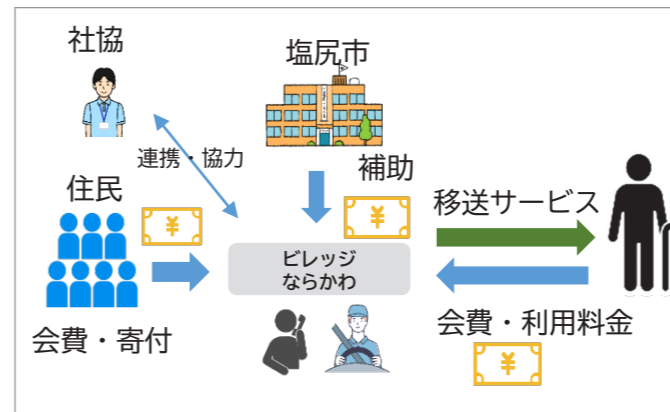 社協
塩尻市
連携・協力
補助
住民
¥
¥
移送サービス
ビレッジ
ならかわ
会費・寄付
会費・利用料金
¥